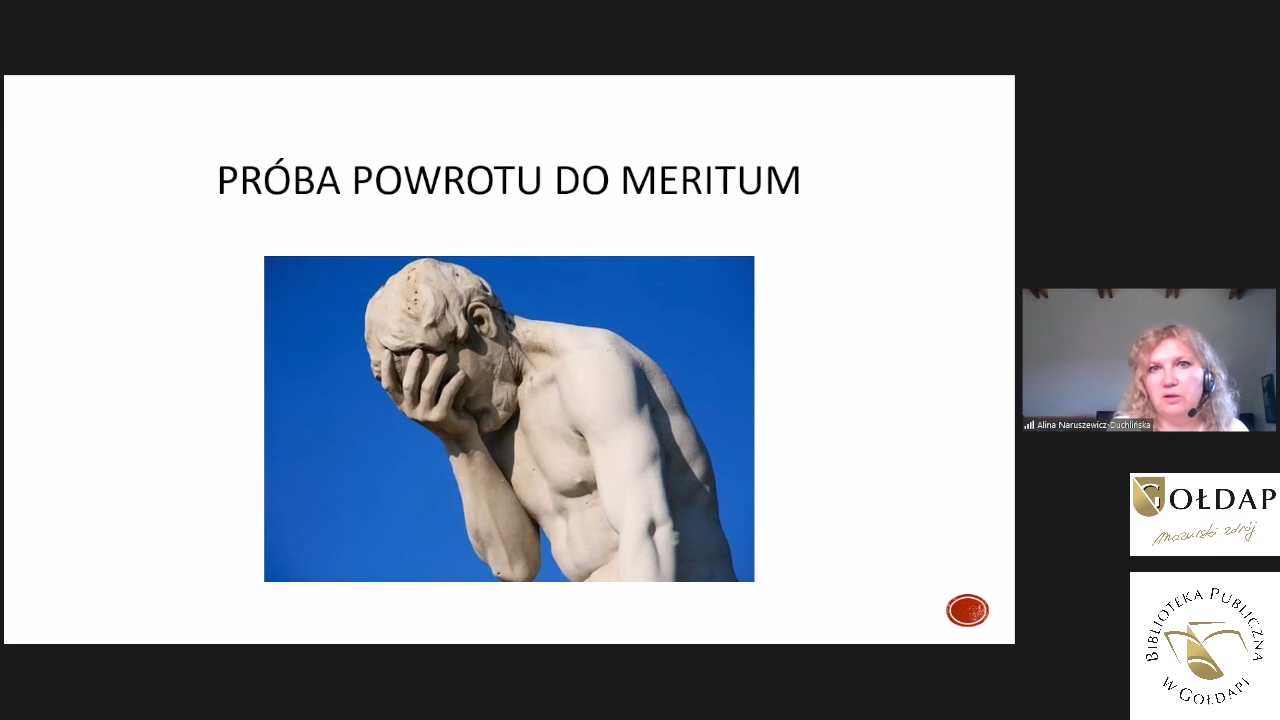 PRÓBA POWROTU DO MERITUM
Alina Naruszewicz-Duchlińska
GOŁDAP
Mazurski zdrój
BIBLIOTEKA PUBLICZNA
W GOŁDAPI